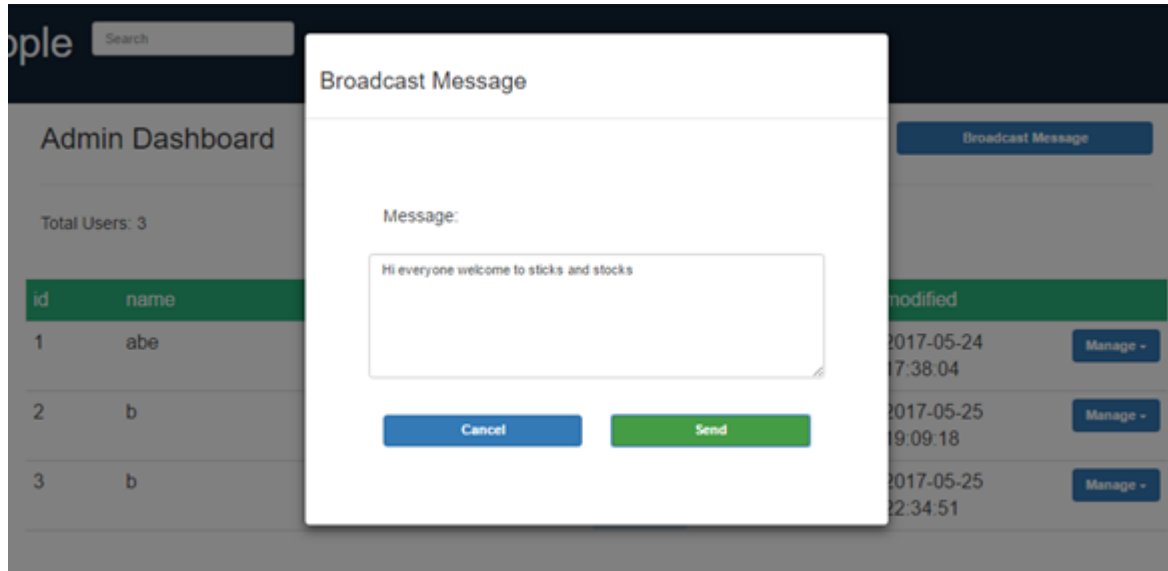 Search
Broadcast Message
Admin Dashboard
Broadcast Message
Total Users: 3
Message:
Hi everyone welcome to sticks and stocks
id name modified
1 abe 2017-05-24 Manage
17:38:04
2 b 2017-05-25 Manage
19:09:18
3 b 2017-05-25 Manage
22:34:51
Cancel Send